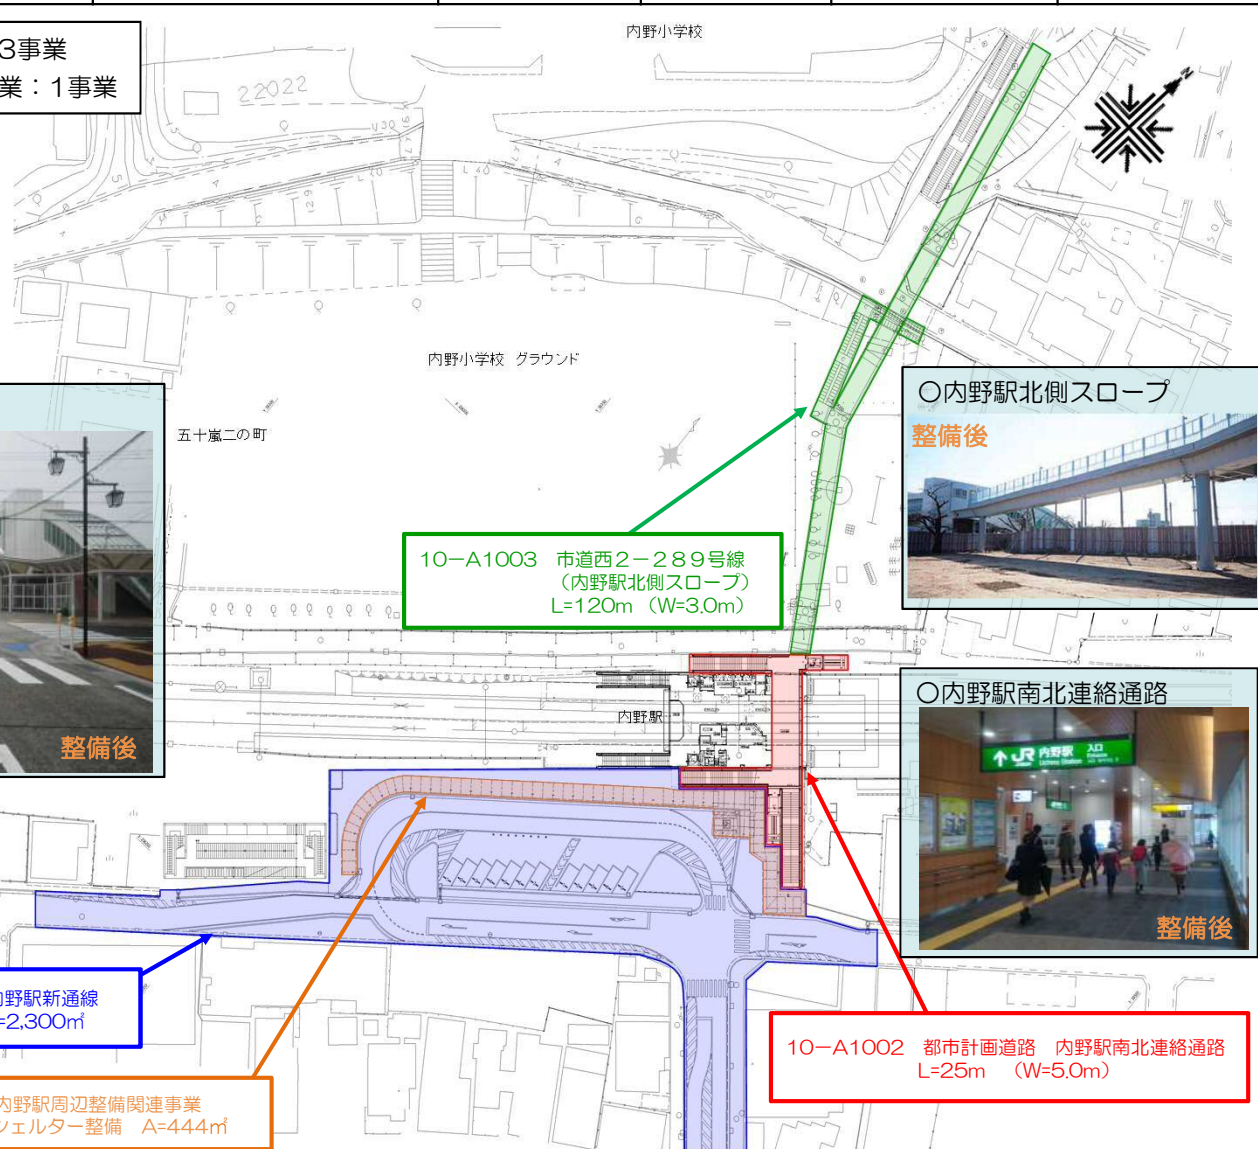 3事業
業：1事業
内野小学校
22022
内野小学校 グラウンド
五十嵐二の町
○内野駅北側スロープ
整備後
10－A1003 市道西2－289号線
（内野駅北側スロープ）
L=120m （W=3.0m）
整備後
内野駅
○内野駅南北連絡通路
JR 内野駅 入口
Uchino Station
整備後
内野駅新通線
=2,300㎡
10－A1002 都市計画道路 内野駅南北連絡通路
L=25m （W=5.0m）
内野駅周辺整備関連事業
シェルター整備 A=444㎡